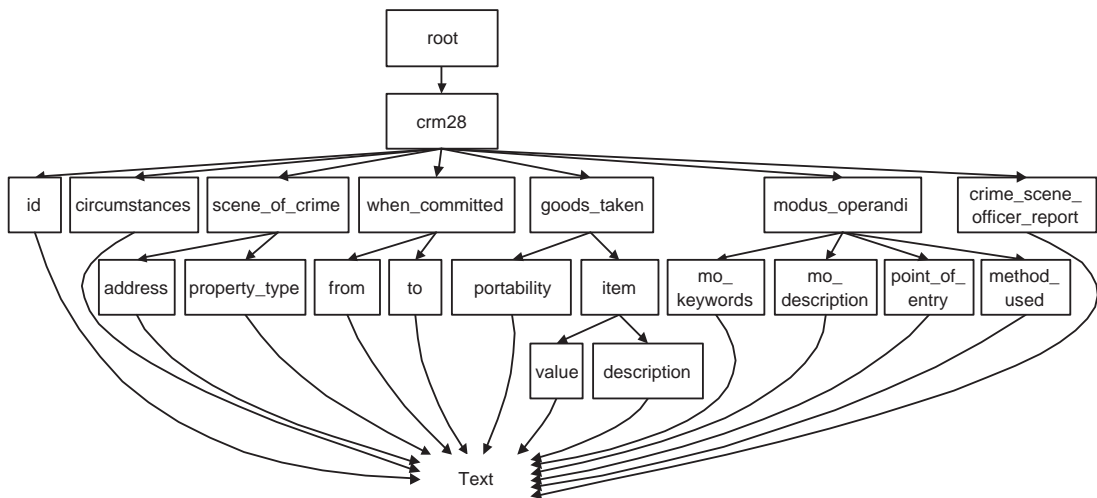 root
crm28
id
circumstances
scene_of_crime
when_committed
goods_taken
modus_operandi
crime_scene_
officer_report
address
property_type
from
to
portability
item
mo_
keywords
mo_
description
point_of_
entry
method_
used
value
description
Text